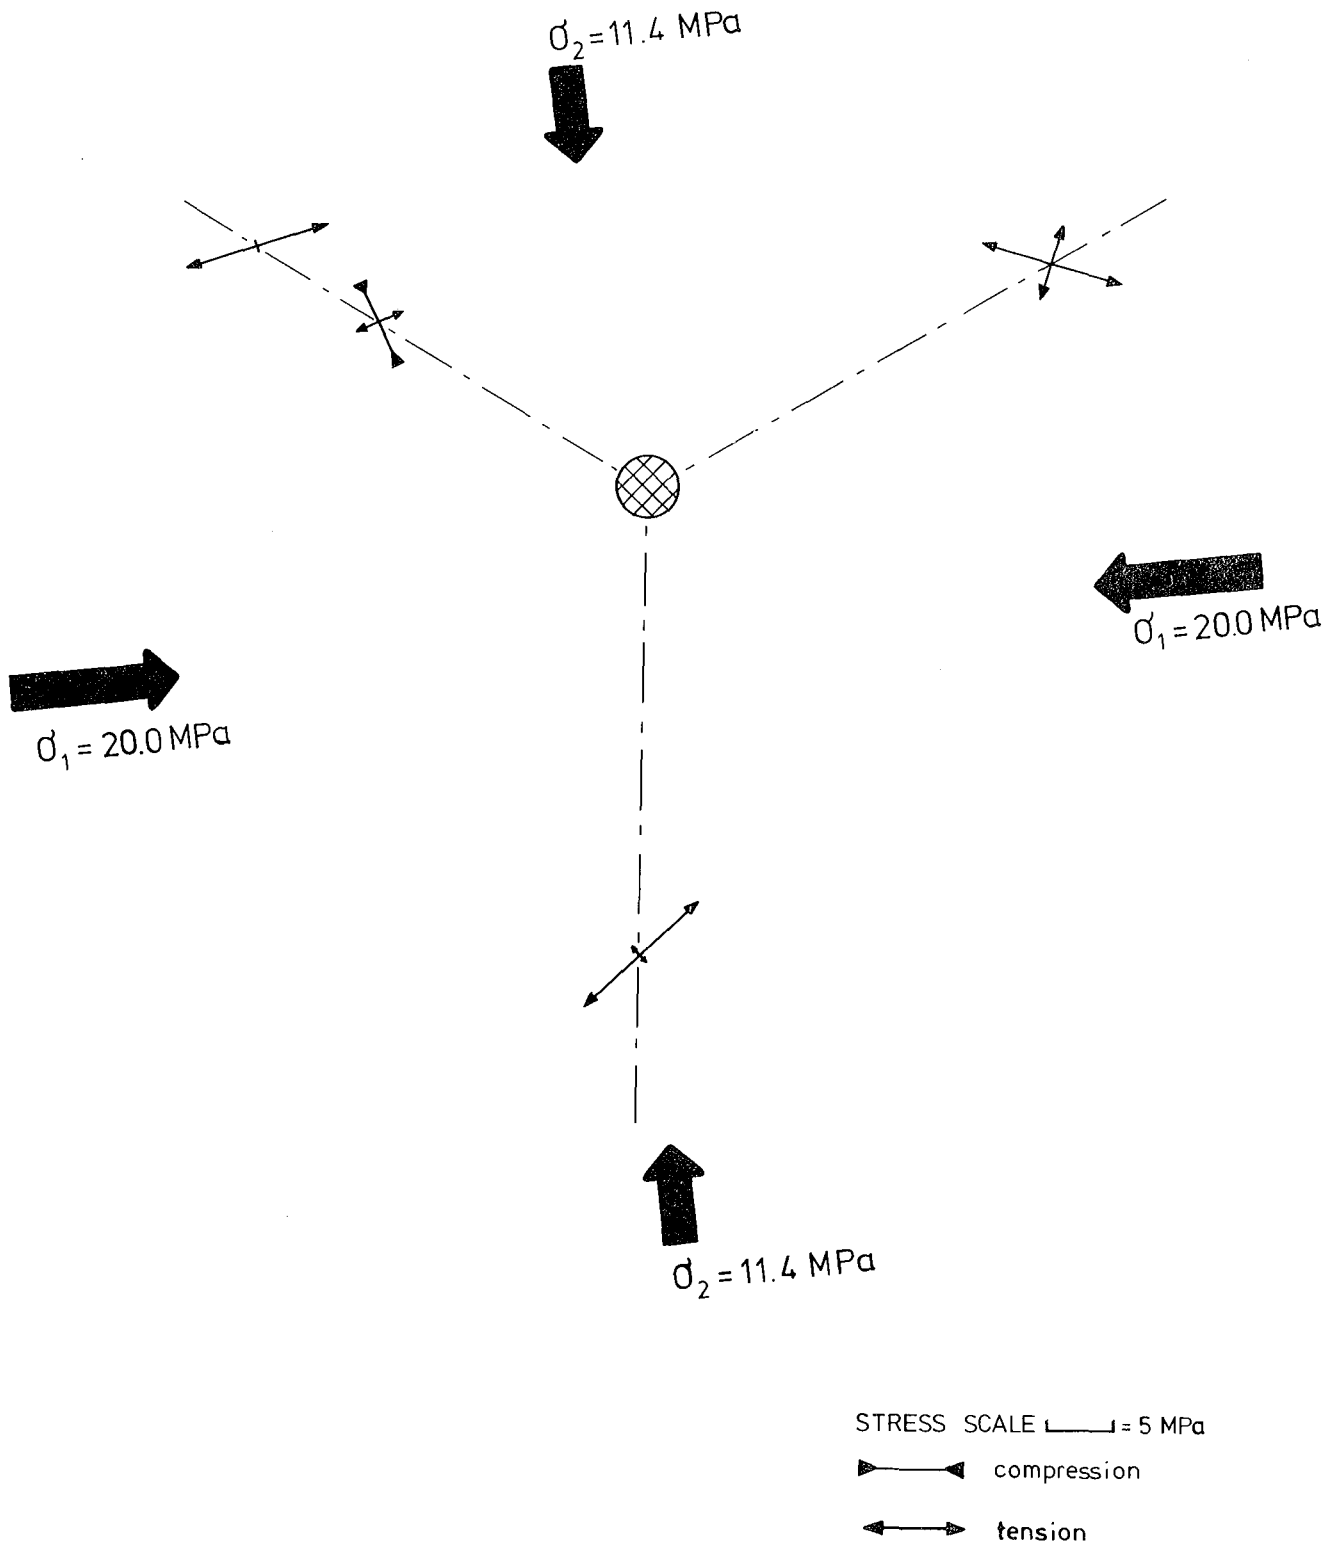 σ₂ = 11.4 MPa
σ₁ = 20.0 MPa
σ₁ = 20.0 MPa
σ₂ = 11.4 MPa
STRESS SCALE = 5 MPa
compression
tension